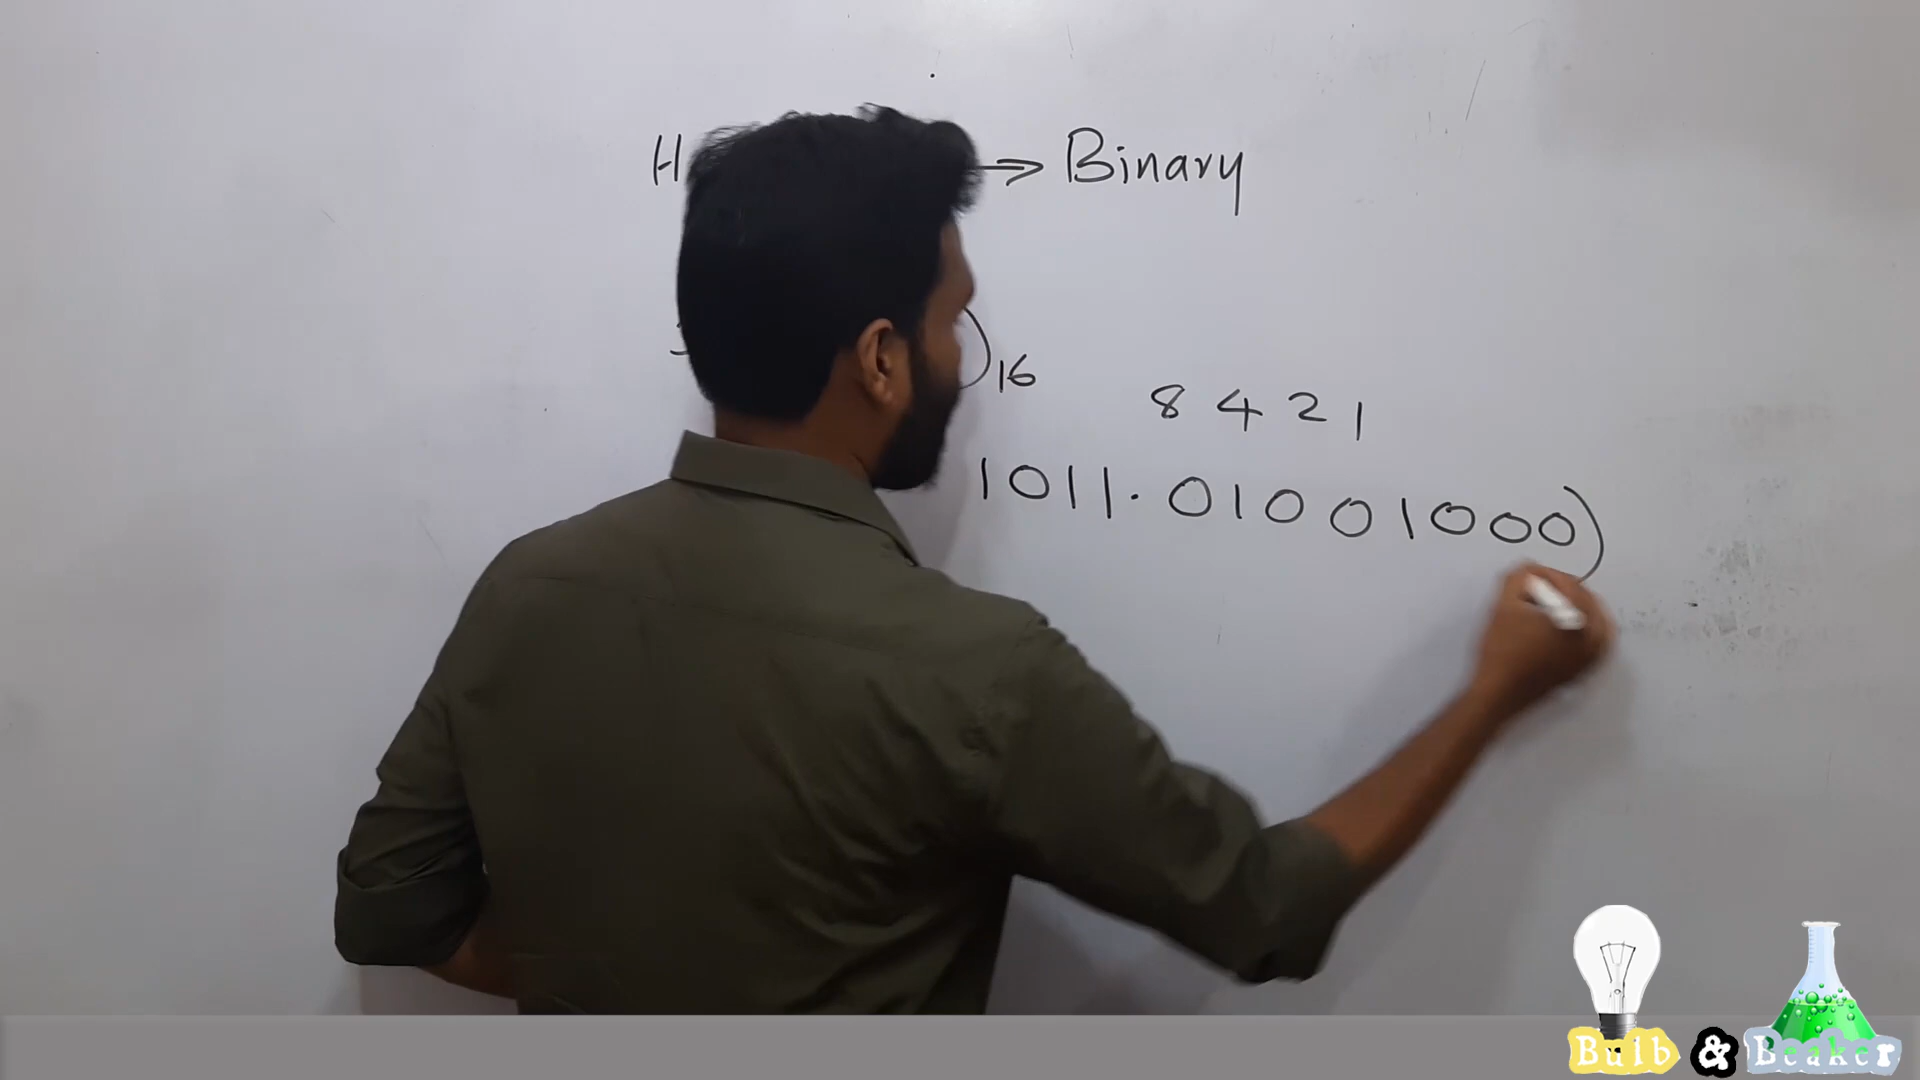 H → Binary
)16
8 4 2 1
1011.01001000)
Bulb & Beaker